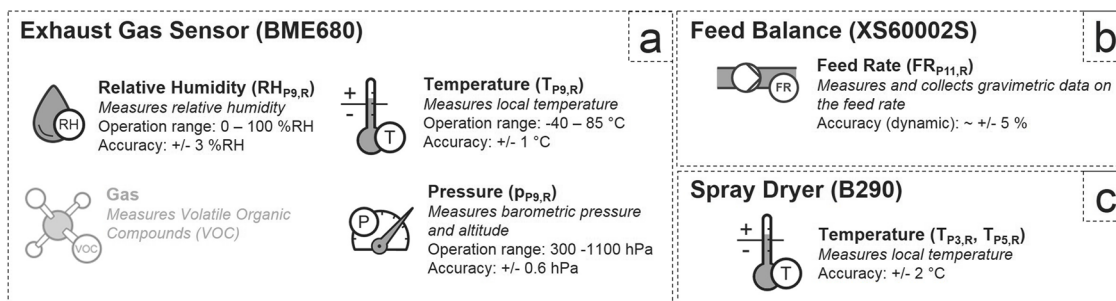 Exhaust Gas Sensor (BME680)
a
RH
Relative Humidity (RHP9,R)
Measures relative humidity
Operation range: 0 – 100 %RH
Accuracy: +/- 3 %RH
+
-
T
Temperature (TP9,R)
Measures local temperature
Operation range: -40 – 85 °C
Accuracy: +/- 1 °C
VOC
Gas
Measures Volatile Organic
Compounds (VOC)
P
Pressure (pP9,R)
Measures barometric pressure
and altitude
Operation range: 300 -1100 hPa
Accuracy: +/- 0.6 hPa
Feed Balance (XS60002S)
b
FR
Feed Rate (FRP11,R)
Measures and collects gravimetric data on
the feed rate
Accuracy (dynamic): ~ +/- 5 %
Spray Dryer (B290)
c
+
-
T
Temperature (TP3,R, TP5,R)
Measures local temperature
Accuracy: +/- 2 °C